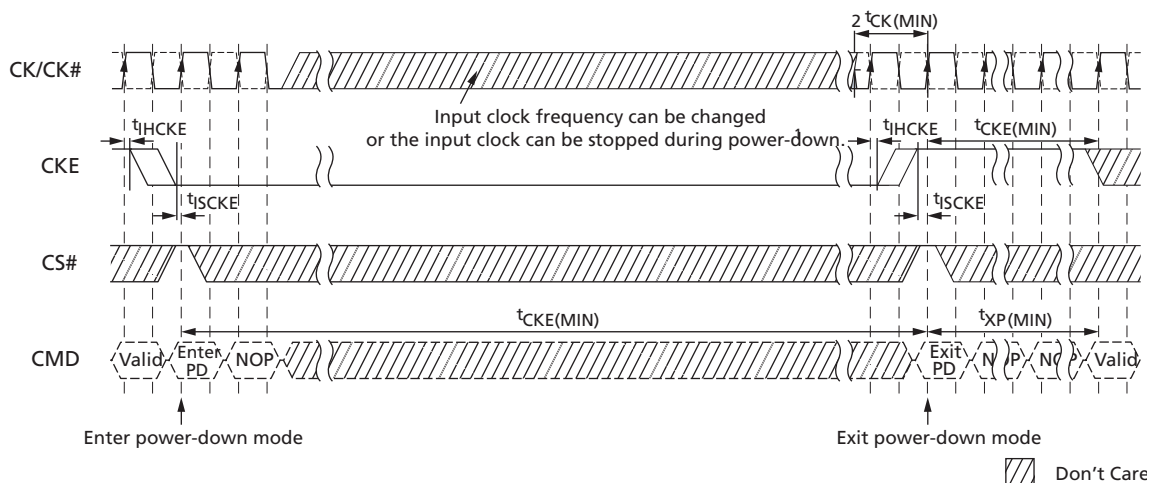 2 tCK(MIN)
CK/CK#
Input clock frequency can be changed
or the input clock can be stopped during power-down.1
tIHCKE
tIHCKE
tCKE(MIN)
CKE
tISCKE
tISCKE
CS#
tCKE(MIN)
tXP(MIN)
CMD
Valid
Enter
PD
NOP
Exit
PD
N P
NO P
Valid
Enter power-down mode
Exit power-down mode
Don't Care